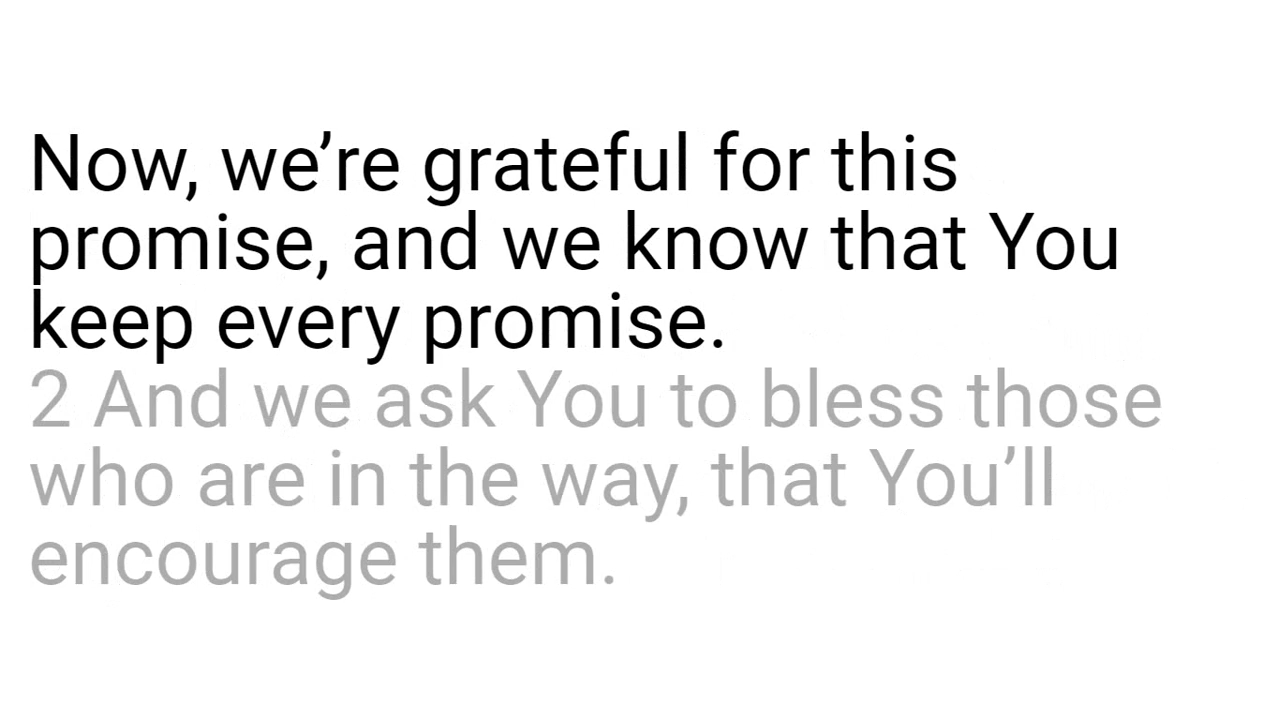 Now, we’re grateful for this
promise, and we know that You
keep every promise.
2 And we ask You to bless those
who are in the way, that You’ll
encourage them.